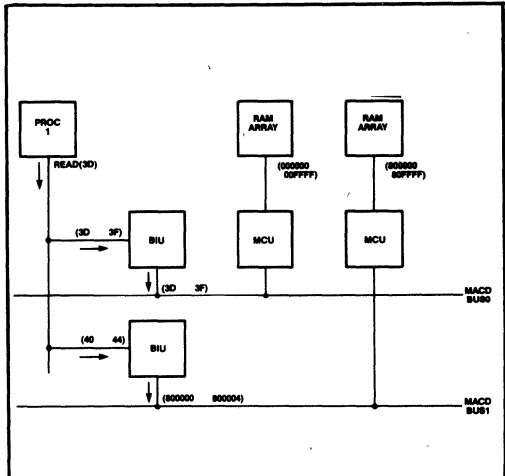 PROC
1
RAM
ARRAY
RAM
ARRAY
READ(3D)
(000000
00FFFF)
(800000
80FFFF)
(3D 3F)
BIU
MCU
MCU
(3D 3F)
MACD
BUS0
(40 44)
BIU
(800000 800004)
MACD
BUS1